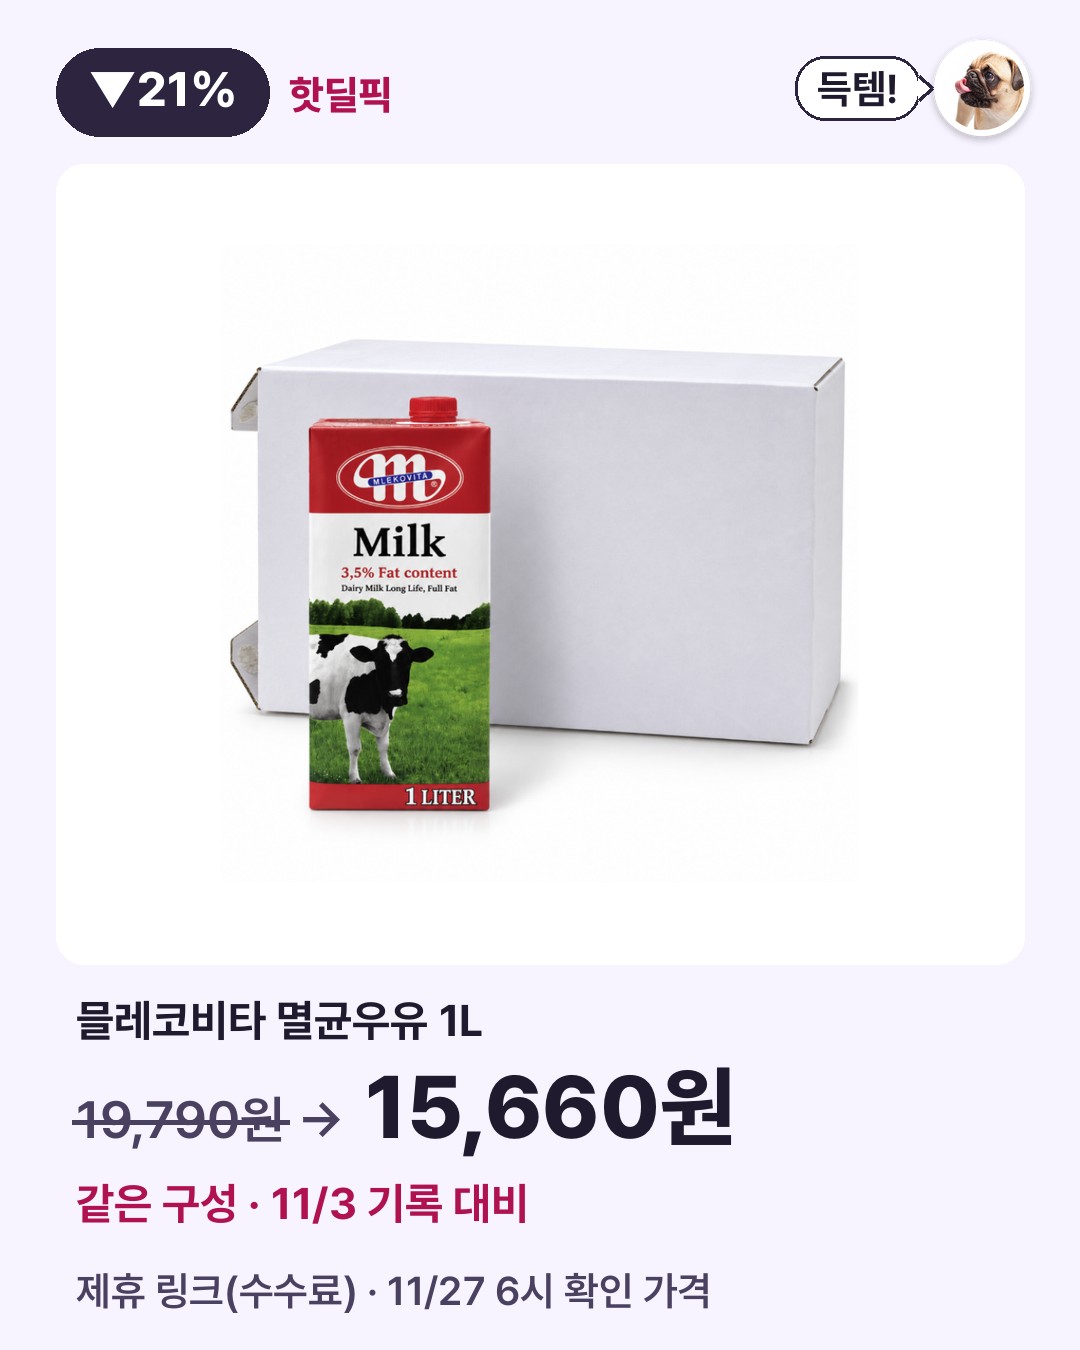 ▼21% 핫딜픽 득템!
MLEKOVITA
Milk
3,5% Fat content
Dairy Milk Long Life, Full Fat
1 LITER
믈레코비타 멸균우유 1L
19,790원 → 15,660원
같은 구성 · 11/3 기록 대비
제휴 링크(수수료) · 11/27 6시 확인 가격